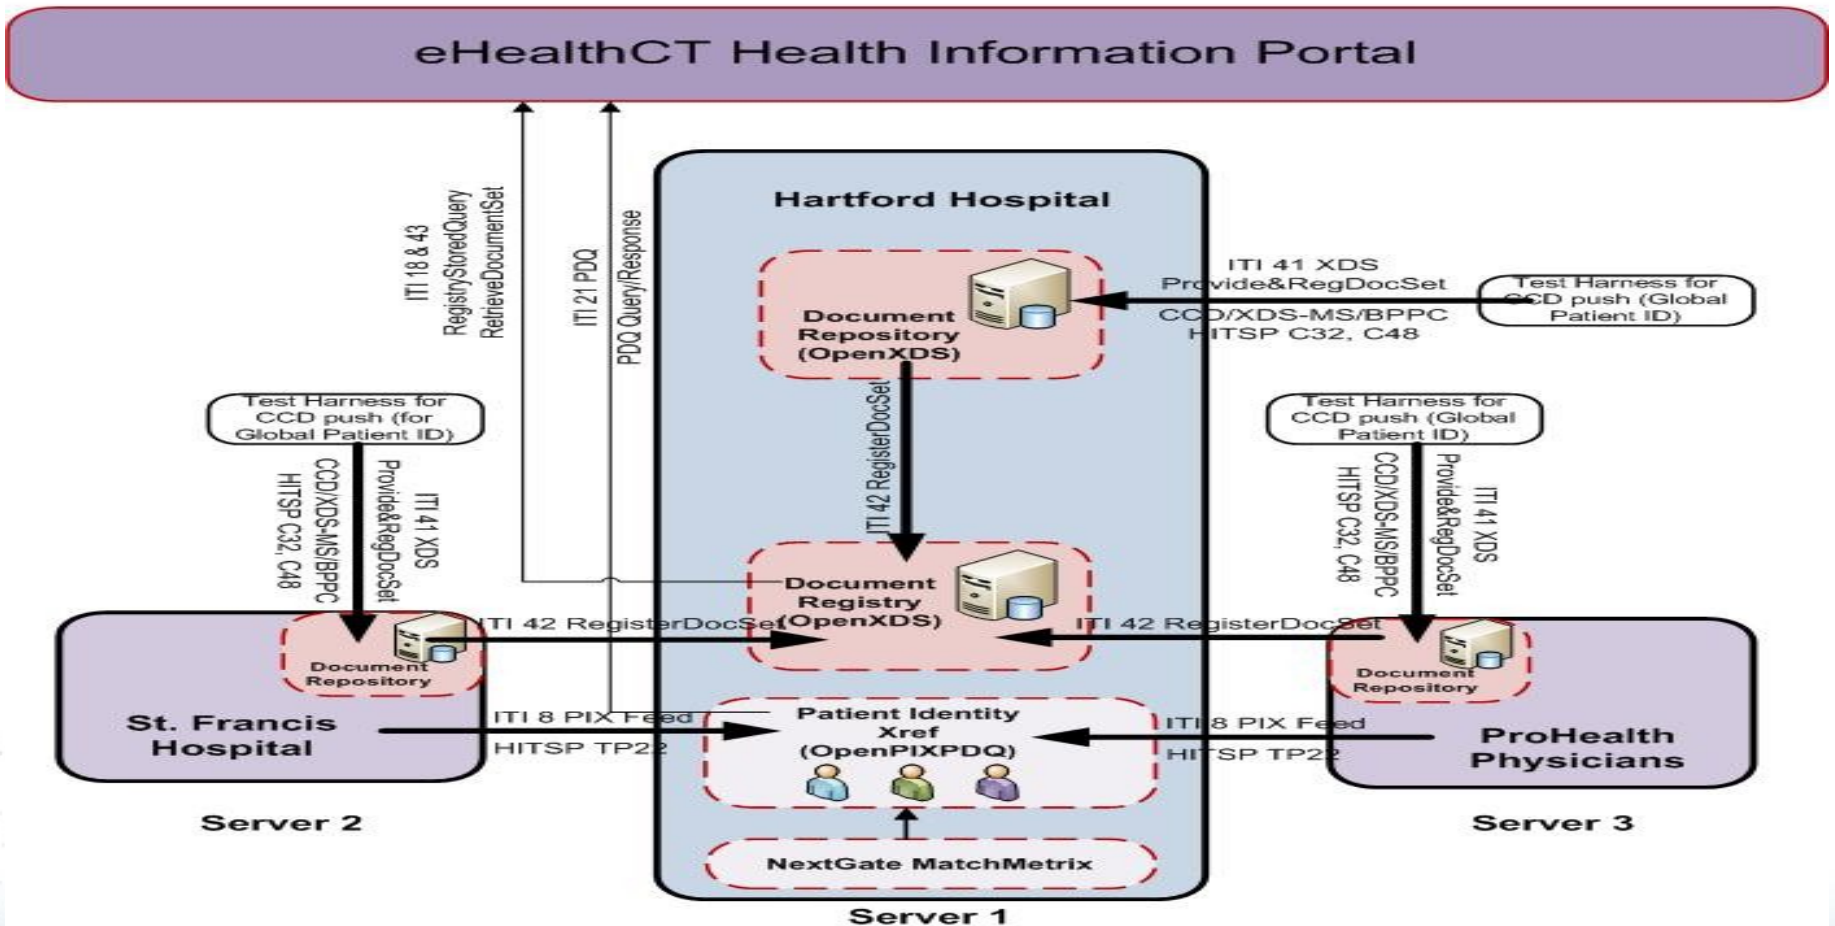 eHealthCT Health Information Portal
ITI 18 & 43
RegistryStoredQuery
RetrieveDocumentSet
ITI 21 PDQ
PDQ Query/Response
Hartford Hospital
Document
Repository
(OpenXDS)
ITI 41 XDS
Provide&RegDocSet
CCD/XDS-MS/BPPC
HITSP C32, C48
Test Harness for
CCD push (Global
Patient ID)
ITI 42 RegisterDocSet
Test Harness for
CCD push (for
Global Patient ID)
ITI 41 XDS
Provide&RegDocSet
CCD/XDS-MS/BPPC
HITSP C32, C48
Test Harness for
CCD push (Global
Patient ID)
ITI 41 XDS
Provide&RegDocSet
CCD/XDS-MS/BPPC
HITSP C32, C48
Document
Registry
(OpenXDS)
ITI 42 RegisterDocSet
ITI 42 RegisterDocSet
Document
Repository
St. Francis
Hospital
Server 2
ITI 8 PIX Feed
HITSP TP22
Patient Identity
Xref
(OpenPIXPDQ)
ITI 8 PIX Feed
HITSP TP22
Document
Repository
ProHealth
Physicians
Server 3
NextGate MatchMetrix
Server 1